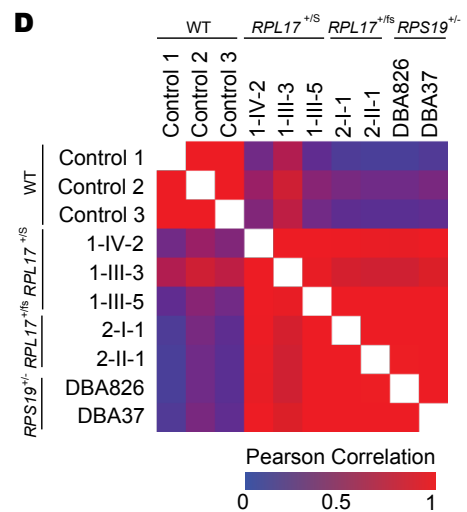 D
WT RPL17 +/S RPL17 +/fs RPS19 +/-
Control 1 Control 2 Control 3 1-IV-2 1-III-3 1-III-5 2-I-1 2-II-1 DBA826 DBA37
WT
Control 1
Control 2
Control 3
RPL17 +/S
1-IV-2
1-III-3
1-III-5
RPL17 +/fs
2-I-1
2-II-1
RPS19 +/-
DBA826
DBA37
Pearson Correlation
0 0.5 1